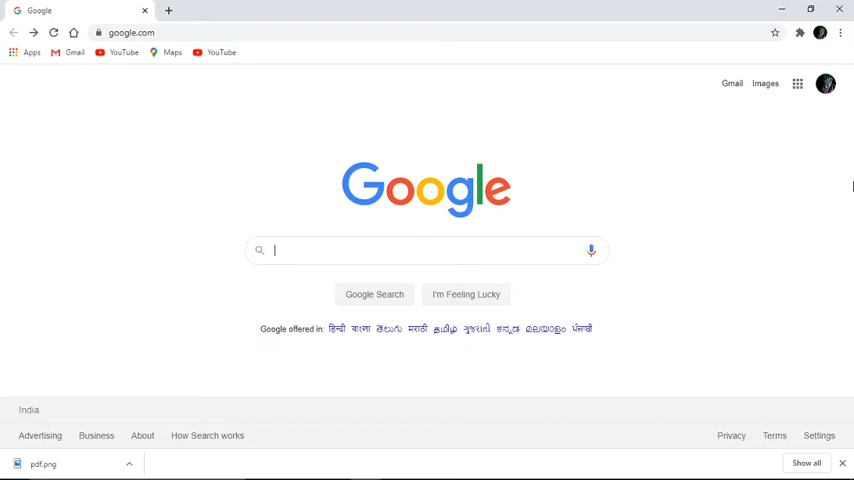 Google
google.com
Apps Gmail YouTube Maps YouTube
Gmail Images
Google
Google Search I'm Feeling Lucky
Google offered in: हिन्दी বাংলা తెలుగు मराठी தமிழ் ગુજરાતી ಕನ್ನಡ മലയാളം ਪੰਜਾਬੀ
India
Advertising Business About How Search works Privacy Terms Settings
pdf.png Show all